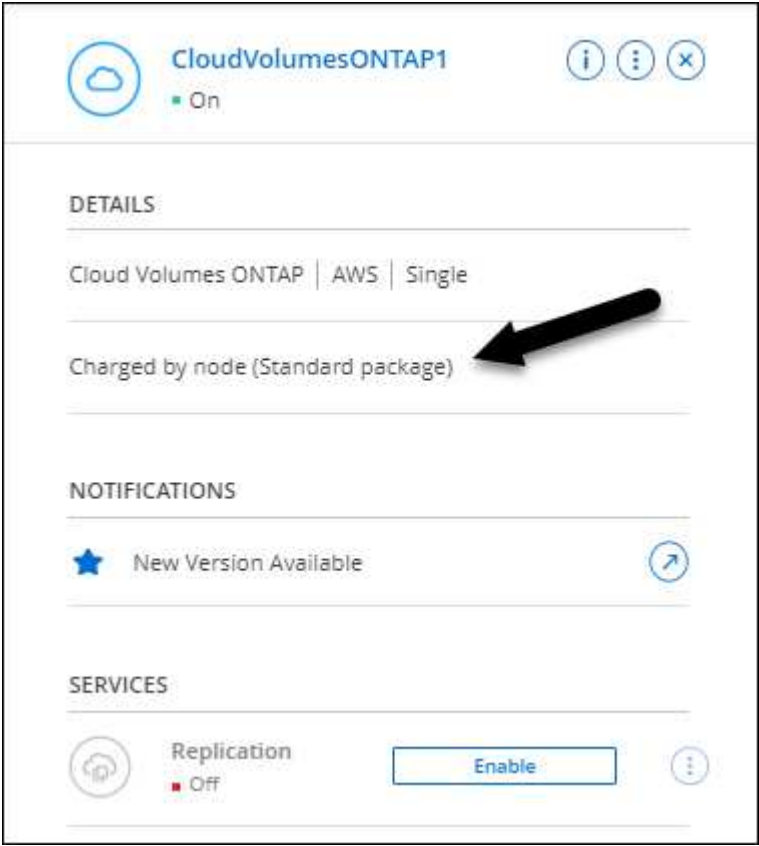 CloudVolumesONTAP1
On
DETAILS
Cloud Volumes ONTAP | AWS | Single
Charged by node (Standard package)
NOTIFICATIONS
New Version Available
SERVICES
Replication
Enable
Off